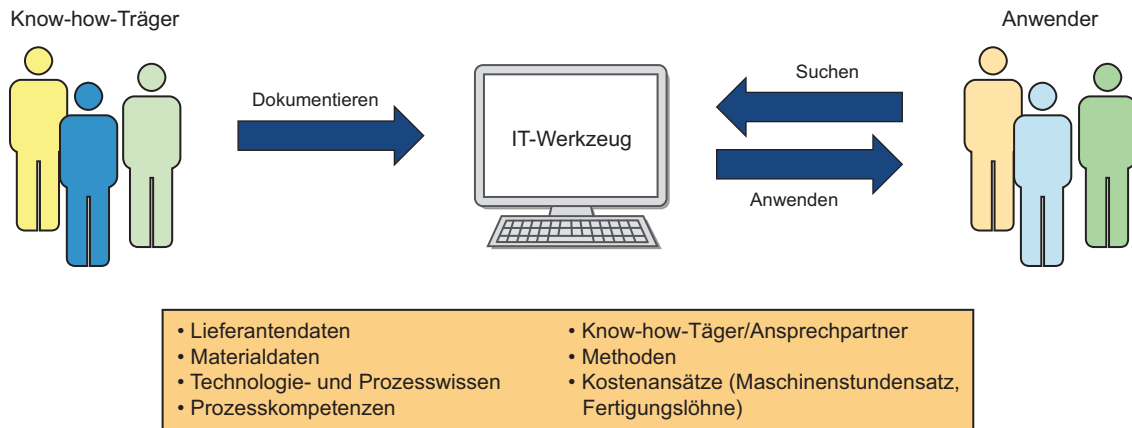 Know-how-Träger
Anwender
Suchen
Dokumentieren
IT-Werkzeug
Anwenden
• Lieferantendaten
• Materialdaten
• Technologie- und Prozesswissen
• Prozesskompetenzen
• Know-how-Täger/Ansprechpartner
• Methoden
• Kostenansätze (Maschinenstundensatz,
Fertigungslöhne)